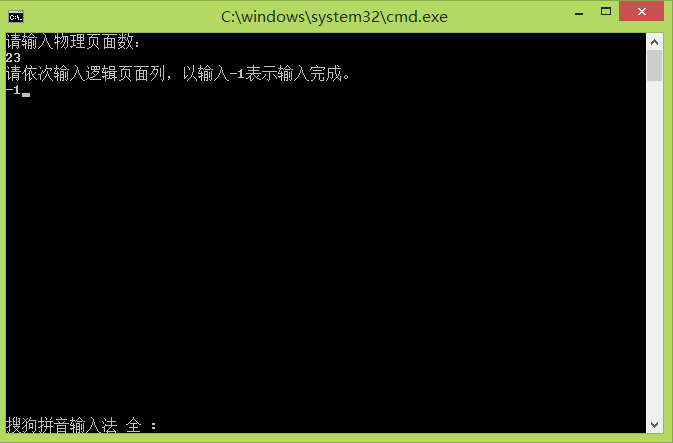 C:\windows\system32\cmd.exe
请输入物理页面数：
23
请依次输入逻辑页面列，以输入-1表示输入完成。
-1
搜狗拼音输入法 全 ：